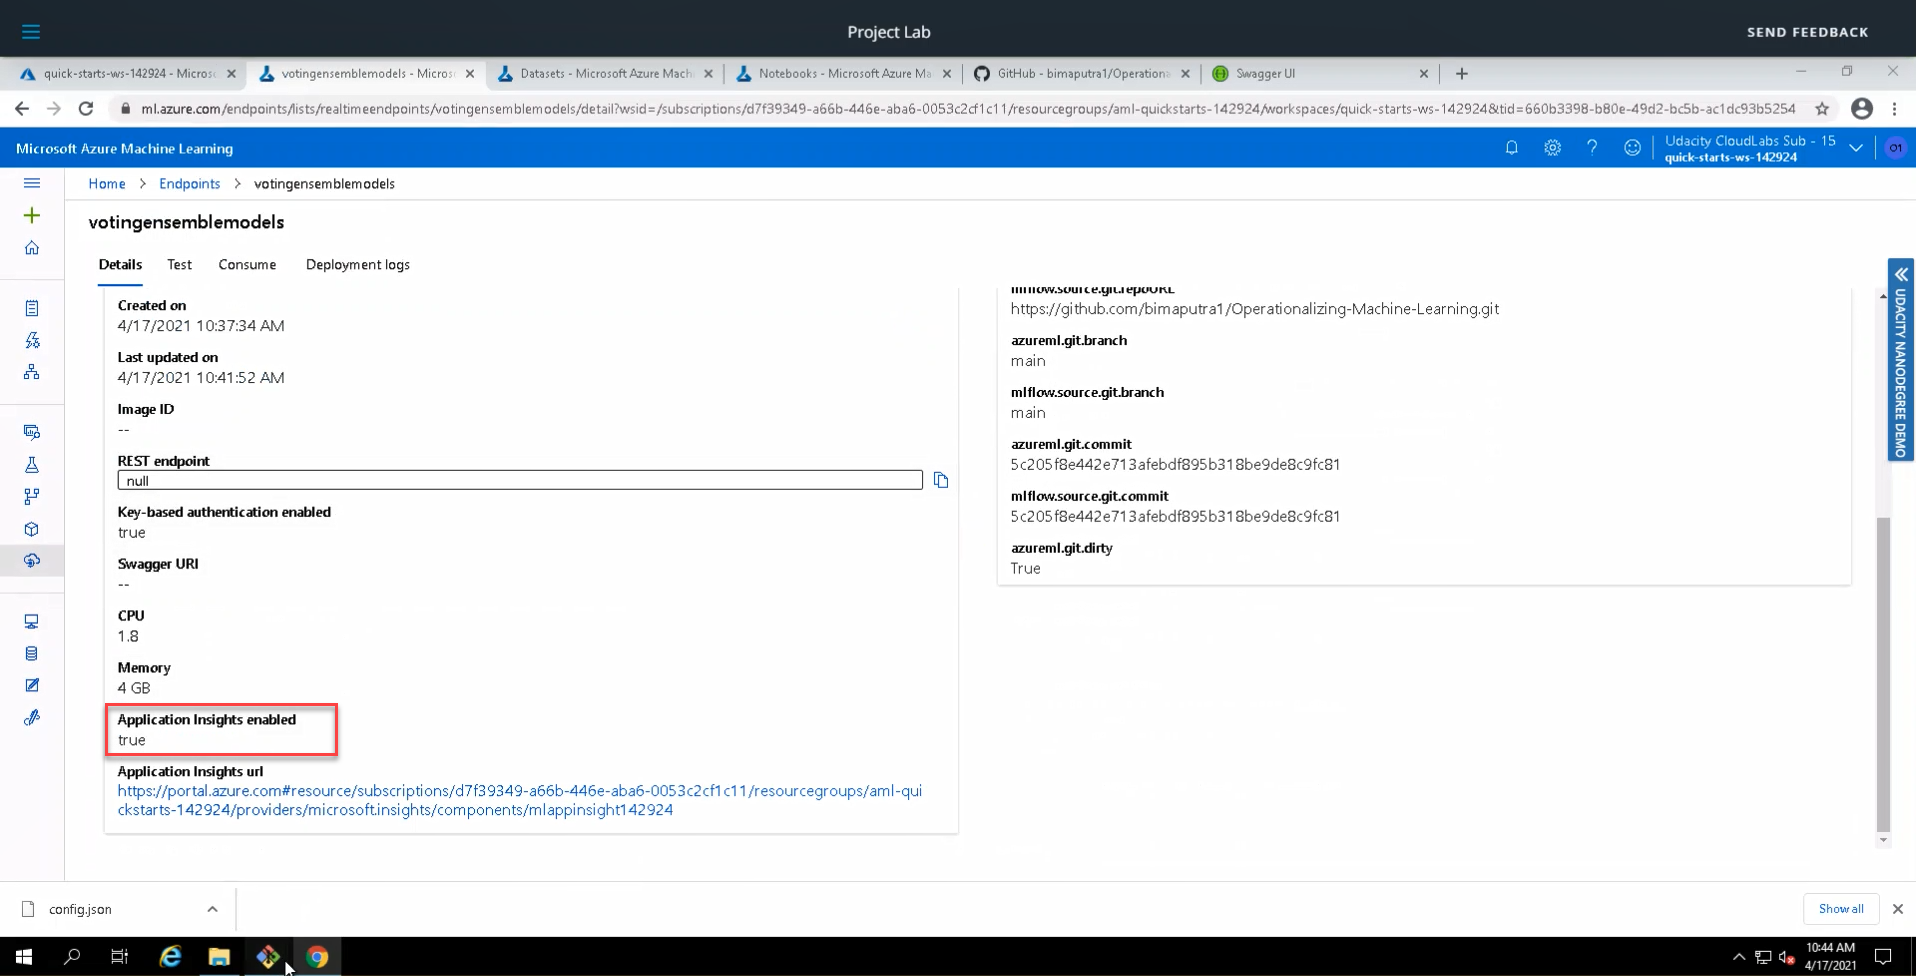 Project Lab
SEND FEEDBACK
quick-starts-ws-142924 - Microso
votingensemblemodels - Microso
Datasets - Microsoft Azure Mach
Notebooks - Microsoft Azure Ma
GitHub - bimaputra1/Operation
Swagger UI
ml.azure.com/endpoints/lists/realtimeendpoints/votingensemblemodels/detail?wsid=/subscriptions/d7f39349-a66b-446e-aba6-0053c2cf1c11/resourcegroups/aml-quickstarts-142924/workspaces/quick-starts-ws-142924&tid=660b3398-b80e-49d2-bc5b-ac1dc93b5254
Microsoft Azure Machine Learning
Udacity CloudLabs Sub - 15
quick-starts-ws-142924
O1
Home > Endpoints > votingensemblemodels
votingensemblemodels
Details Test Consume Deployment logs
Created on
4/17/2021 10:37:34 AM
Last updated on
4/17/2021 10:41:52 AM
Image ID
--
REST endpoint
null
Key-based authentication enabled
true
Swagger URI
--
CPU
1.8
Memory
4 GB
Application Insights enabled
true
Application Insights url
https://portal.azure.com#resource/subscriptions/d7f39349-a66b-446e-aba6-0053c2cf1c11/resourcegroups/aml-qui
ckstarts-142924/providers/microsoft.insights/components/mlappinsight142924
mlflow.source.git.repoURL
https://github.com/bimaputra1/Operationalizing-Machine-Learning.git
azureml.git.branch
main
mlflow.source.git.branch
main
azureml.git.commit
5c205f8e442e713afebdf895b318be9de8c9fc81
mlflow.source.git.commit
5c205f8e442e713afebdf895b318be9de8c9fc81
azureml.git.dirty
True
UDACITY NANODEGREE DEMO
config.json
Show all
10:44 AM
4/17/2021